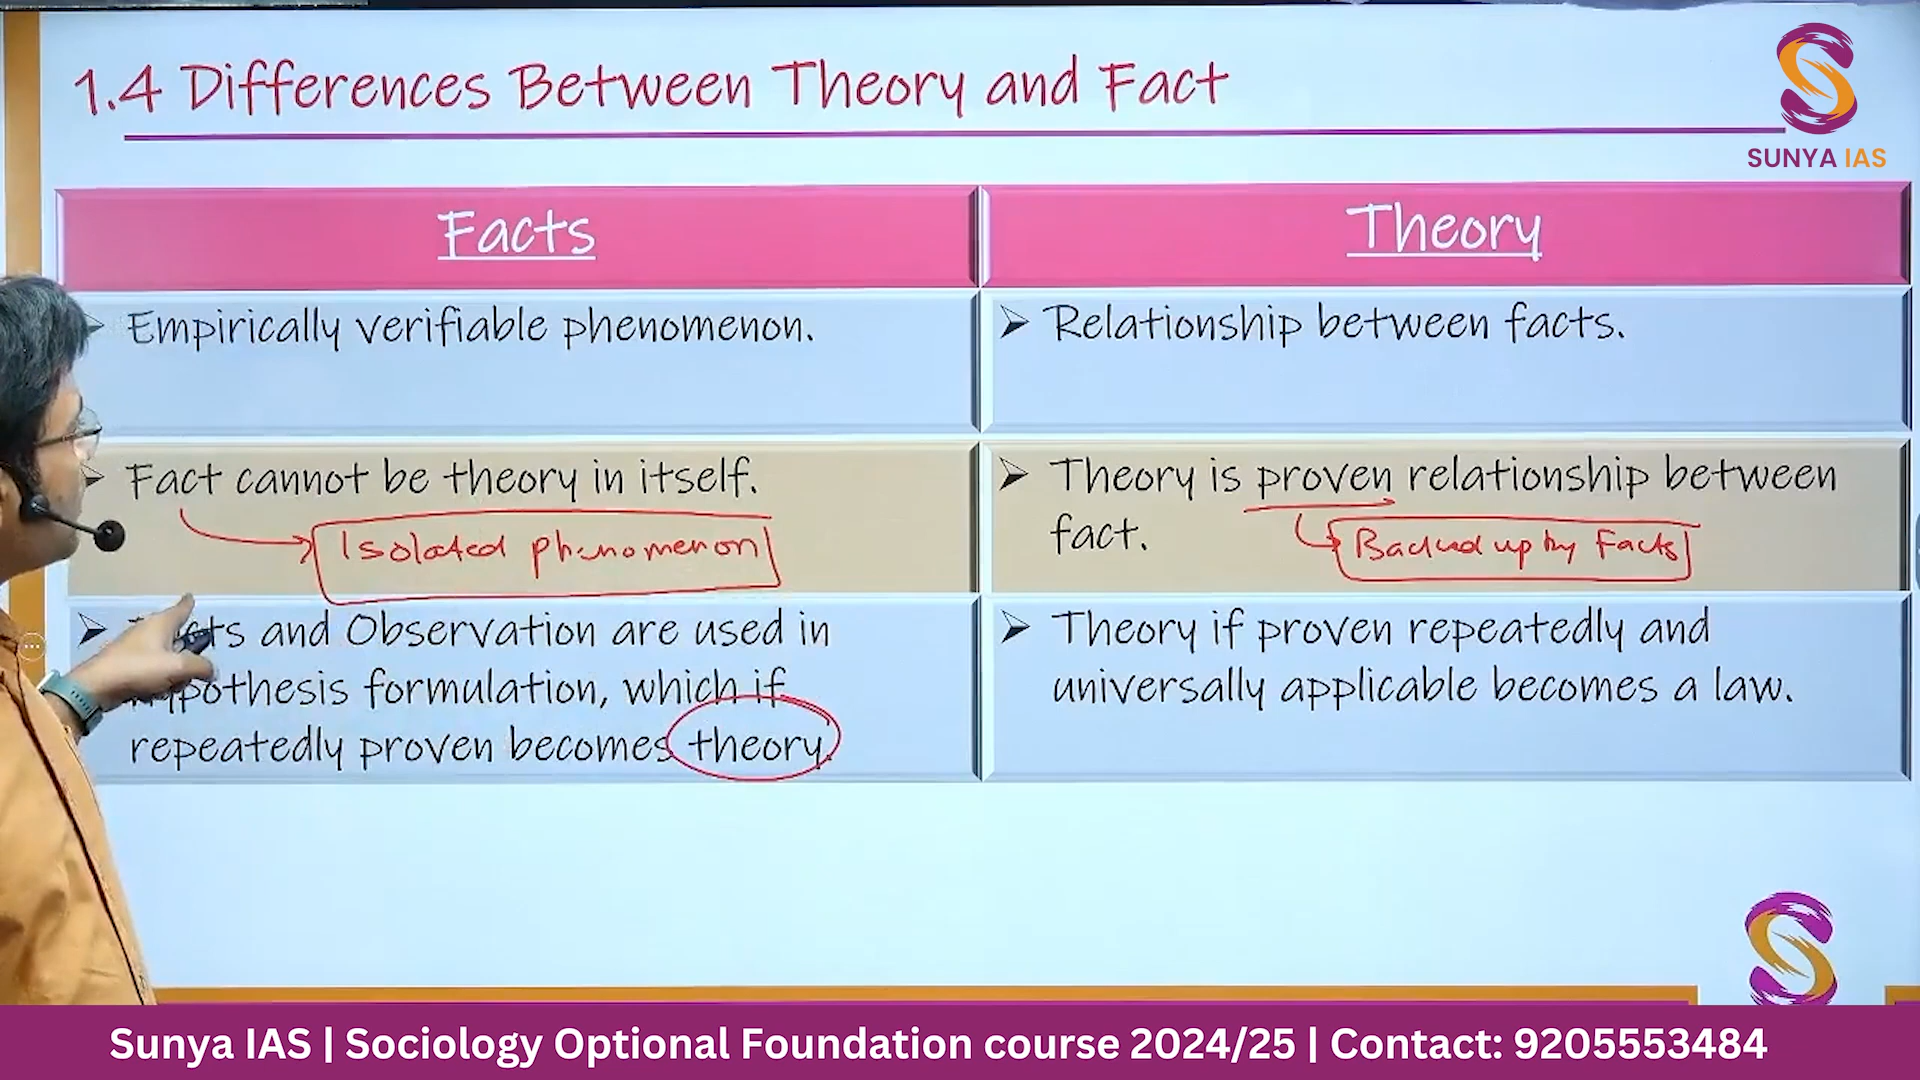 1.4 Differences Between Theory and Fact
SUNYA IAS
Facts
Theory
Empirically verifiable phenomenon.
Relationship between facts.
Fact cannot be theory in itself.
Isolated phenomenon
Theory is proven relationship between
fact.
Backed up by Facts
Facts and Observation are used in
hypothesis formulation, which if
repeatedly proven becomes theory.
Theory if proven repeatedly and
universally applicable becomes a law.
Sunya IAS | Sociology Optional Foundation course 2024/25 | Contact: 9205553484